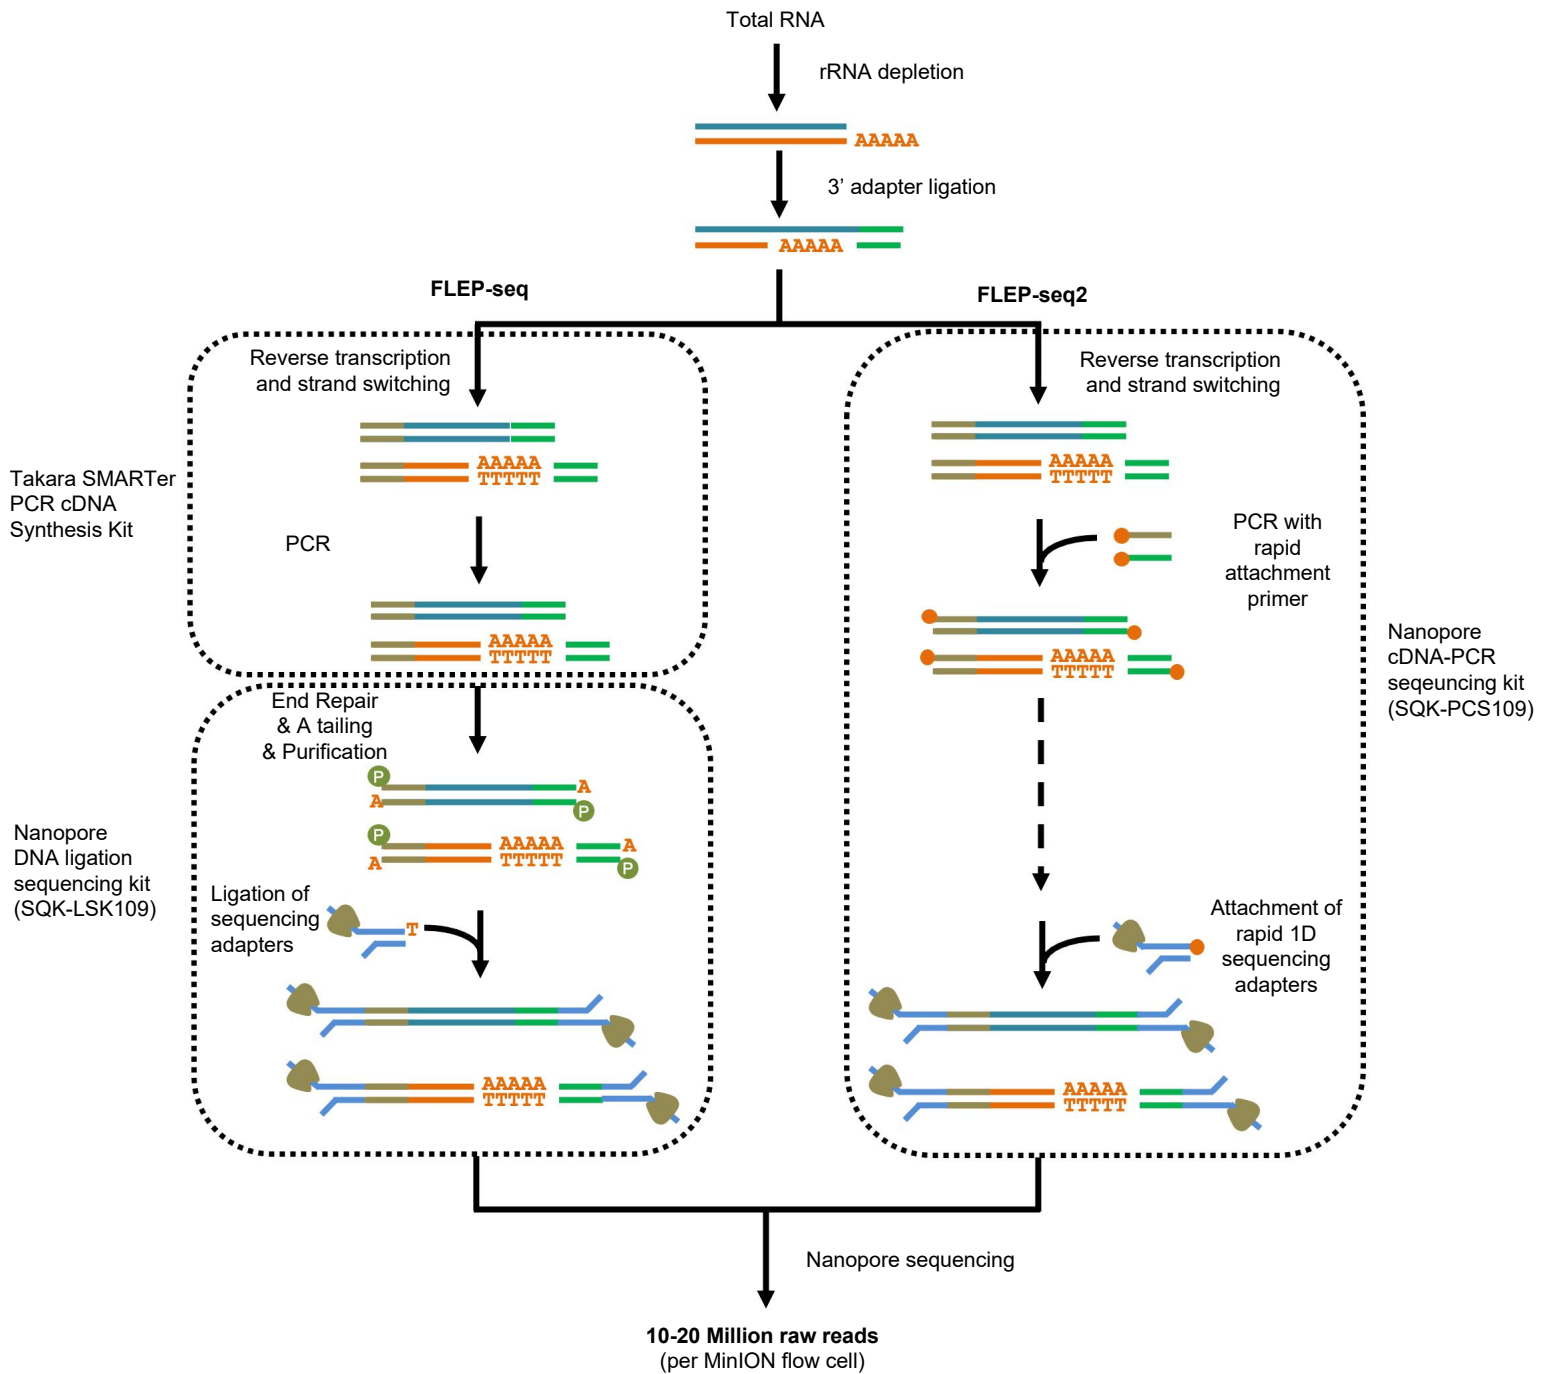 Total RNA
rRNA depletion
AAAAA
3’ adapter ligation
AAAAA
FLEP-seq
FLEP-seq2
Reverse transcription
and strand switching
AAAAA
TTTTT
Takara SMARTer
PCR cDNA
Synthesis Kit
PCR
AAAAA
TTTTT
End Repair
& A tailing
& Purification
P
A
A
P
P
AAAAA
A
A
TTTTT
P
Nanopore
DNA ligation
sequencing kit
(SQK-LSK109)
Ligation of
sequencing
adapters
T
AAAAA
TTTTT
Reverse transcription
and strand switching
AAAAA
TTTTT
PCR with
rapid
attachment
primer
AAAAA
TTTTT
Nanopore
cDNA-PCR
seqeuncing kit
(SQK-PCS109)
Attachment of
rapid 1D
sequencing
adapters
AAAAA
TTTTT
Nanopore sequencing
10-20 Million raw reads
(per MinION flow cell)